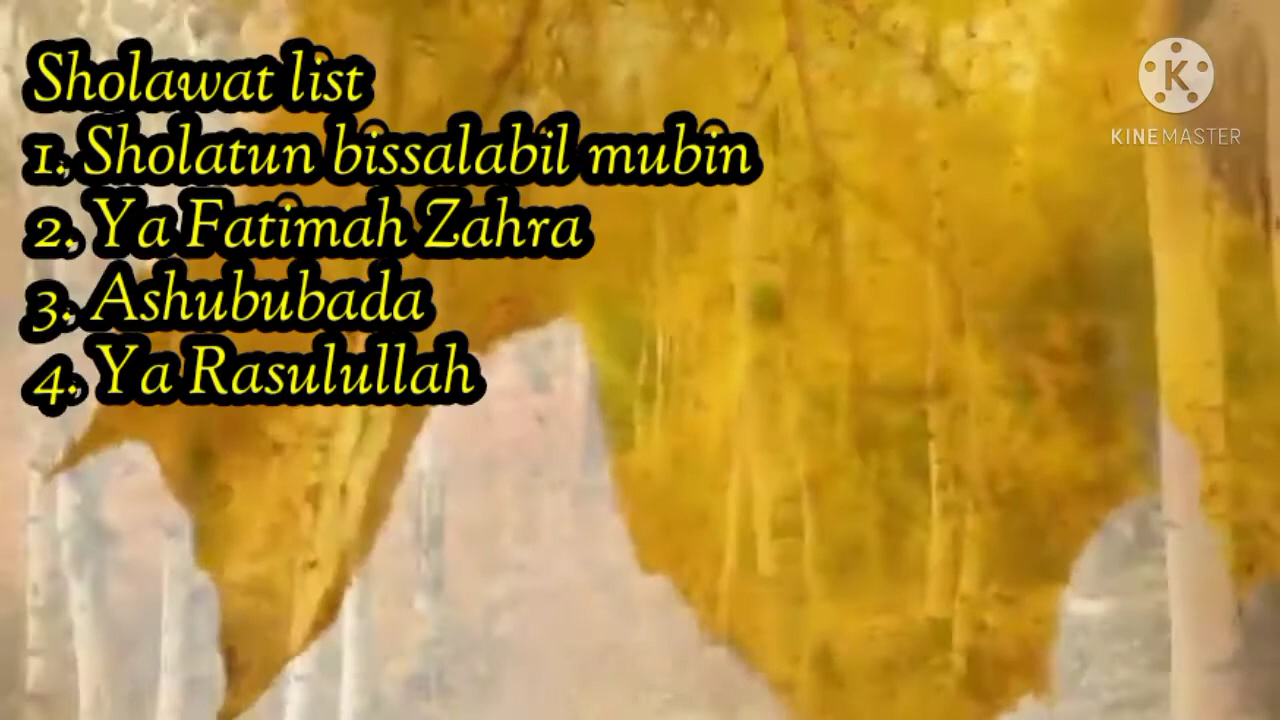 Sholawat list
1. Sholatun bissalabil mubin
2. Ya Fatimah Zahra
3. Ashububada
4. Ya Rasulullah
K
KINEMASTER